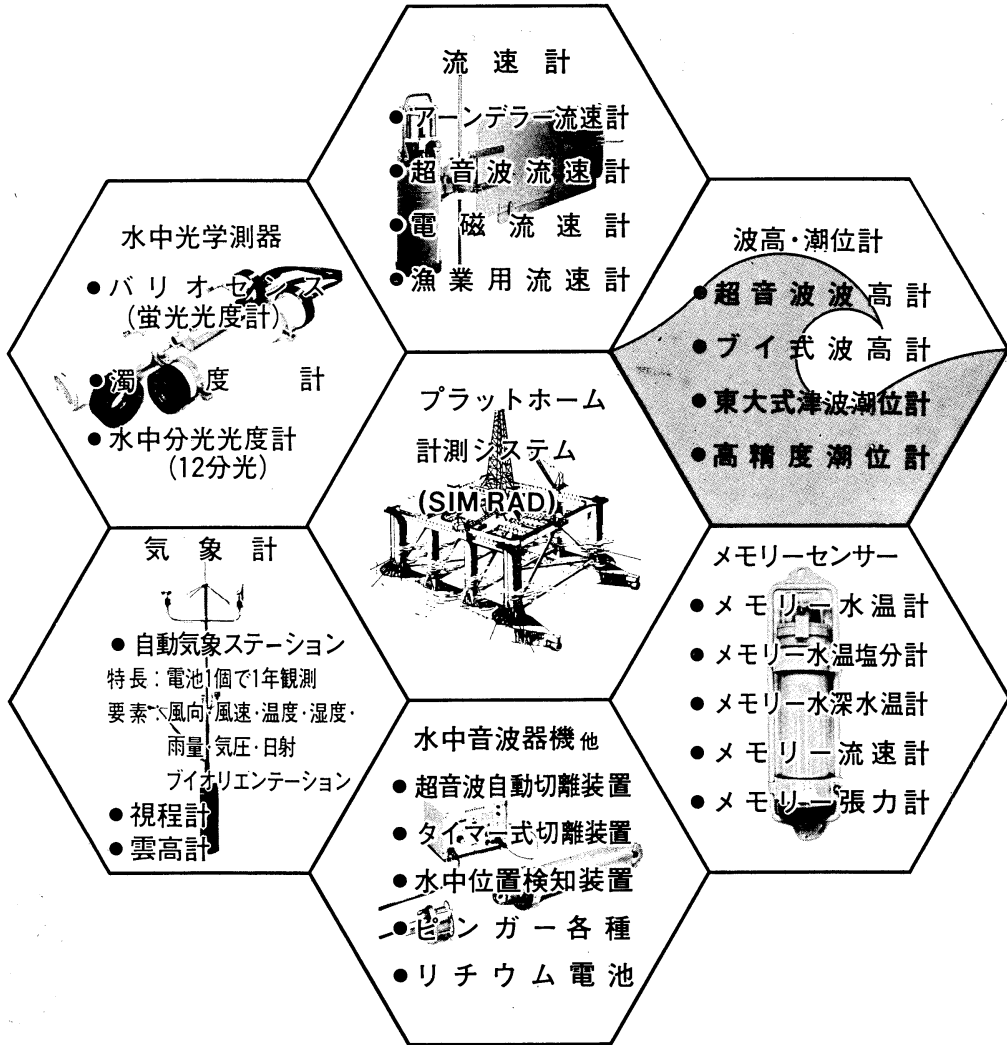 流速計
●アーンデラー流速計
●超音波流速計
●電磁流速計
●漁業用流速計
水中光学測器
●バリオセンス
(蛍光光度計)
●濁度計
●水中分光光度計
(12分光)
波高・潮位計
●超音波波高計
●ブイ式波高計
●東大式津波潮位計
●高精度潮位計
プラットホーム
計測システム
(SIMRAD)
気象計
●自動気象ステーション
特長:電池1個で1年観測
要素:風向・風速・温度・湿度・
雨量・気圧・日射
ブイオリエンテーション
●視程計
●雲高計
メモリーセンサー
●メモリー水温計
●メモリー水温塩分計
●メモリー水深水温計
●メモリー流速計
●メモリー張力計
水中音波器機他
●超音波自動切離装置
●タイマー式切離装置
●水中位置検知装置
●ピンガー各種
●リチウム電池